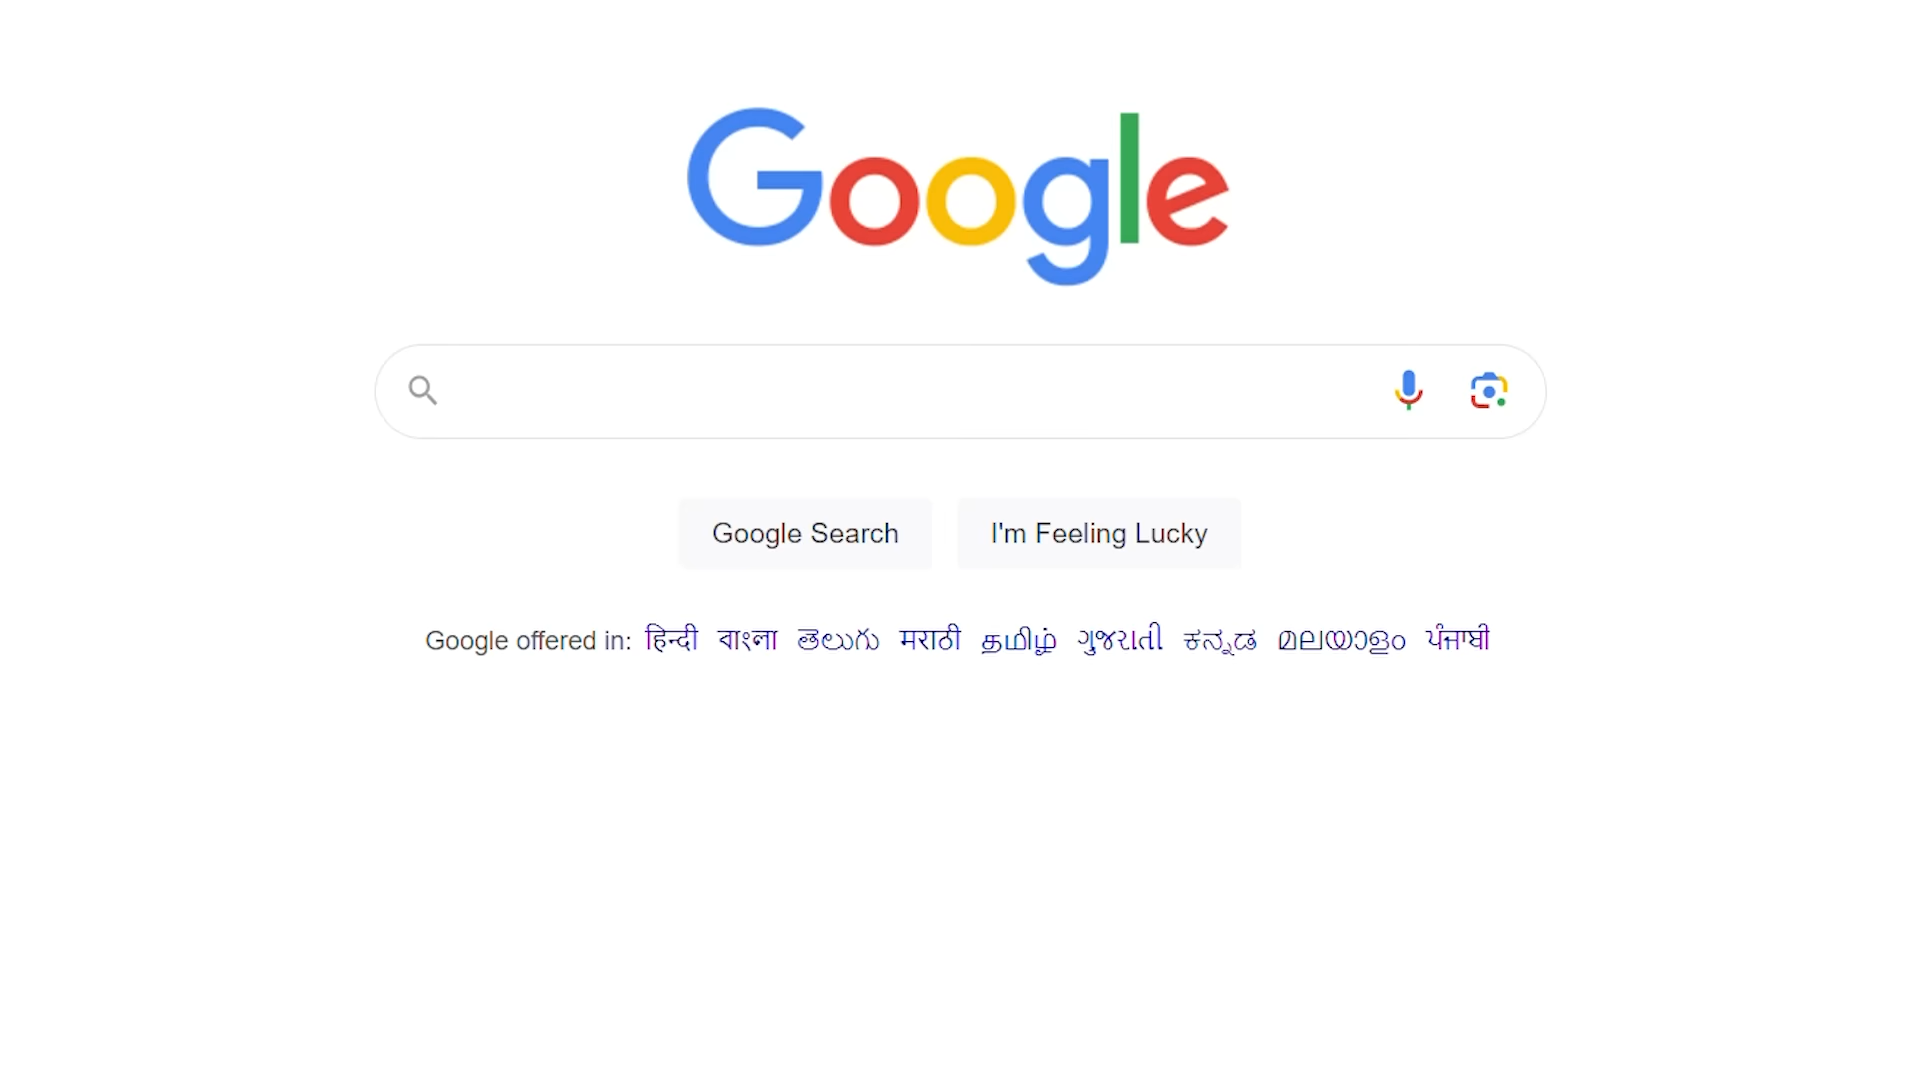 Google
Google Search
I'm Feeling Lucky
Google offered in: हिन्दी বাংলা తెలుగు मराठी தமிழ் ગુજરાતી ಕನ್ನಡ മലയാളം ਪੰਜਾਬੀ